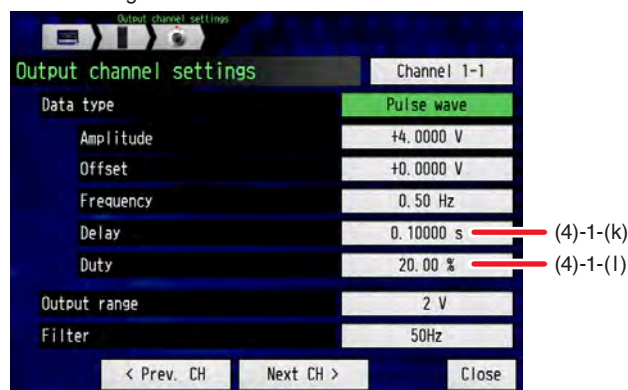 Output channel settings
Output channel settings Channel 1-1
Data type Pulse wave
Amplitude +4.0000 V
Offset +0.0000 V
Frequency 0.50 Hz
Delay 0.10000 s (4)-1-(k)
Duty 20.00 % (4)-1-(l)
Output range 2 V
Filter 50Hz
< Prev. CH Next CH > Close